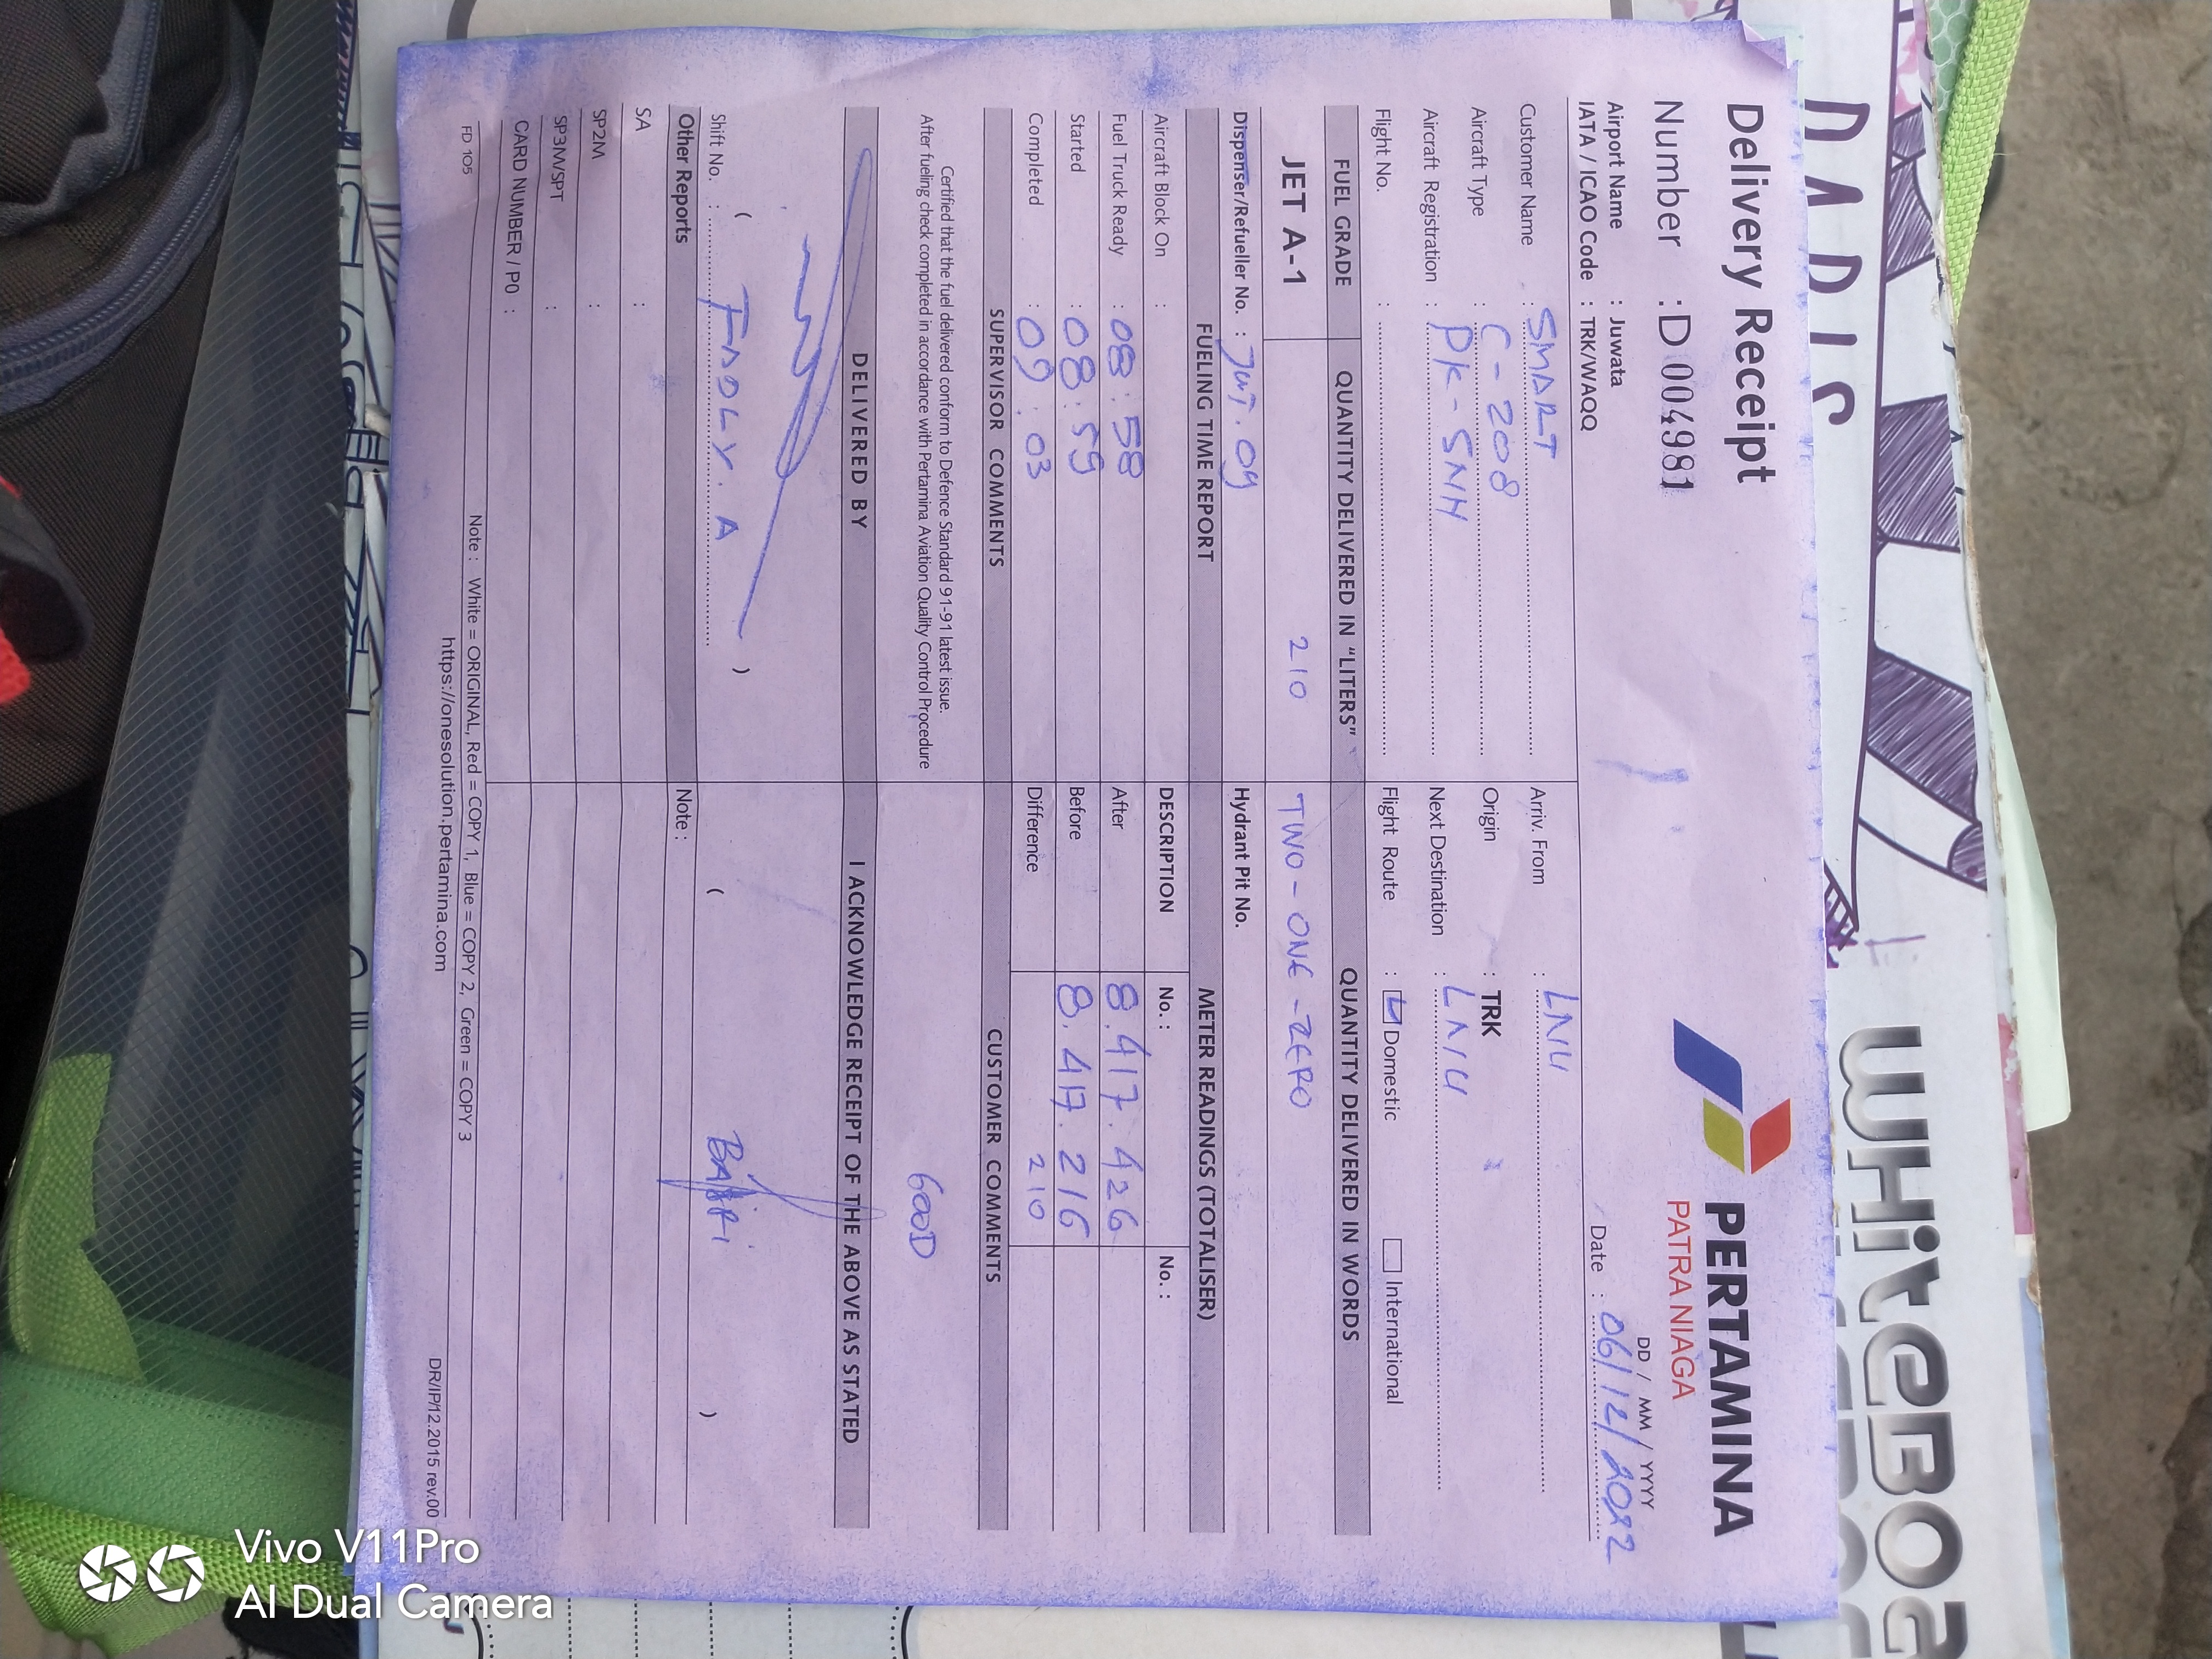 Delivery Receipt
PERTAMINA
PATRA NIAGA
Number : D 004981
DD / MM / YYYY
Airport Name : Juwata
Date : 06/12/2022
IATA / ICAO Code : TRK/WAQQ
Customer Name : SMART
Arriv. From : LNU
Aircraft Type : C-208
Origin : TRK
Aircraft Registration : PK-SNH
Next Destination : LNU
Flight No. :
Flight Route : Domestic International
FUEL GRADE QUANTITY DELIVERED IN "LITERS" QUANTITY DELIVERED IN WORDS
JET A-1 210 TWO-ONE-ZERO
Dispenser/Refueller No. : JWT.09 Hydrant Pit No.
FUELING TIME REPORT METER READINGS (TOTALISER)
Aircraft Block On : DESCRIPTION No. : No. :
Fuel Truck Ready : 08:58 After 8.417.426
Started : 08:59 Before 8.417.216
Completed : 09:03 Difference 210
SUPERVISOR COMMENTS CUSTOMER COMMENTS
Certified that the fuel delivered conform to Defence Standard 91-91 latest issue.
After fueling check completed in accordance with Pertamina Aviation Quality Control Procedure
GOOD
DELIVERED BY I ACKNOWLEDGE RECEIPT OF THE ABOVE AS STATED
( ) ( )
Shift No. : FADLY. A
Other Reports Note :
SA :
SP2M :
SP3M/SPT :
CARD NUMBER / PO :
Note : White = ORIGINAL, Red = COPY 1, Blue = COPY 2, Green = COPY 3
FD 105 https://onesolution.pertamina.com DR/IP/12.2015 rev.00
WHiteBOa
Vivo V11Pro
AI Dual Camera